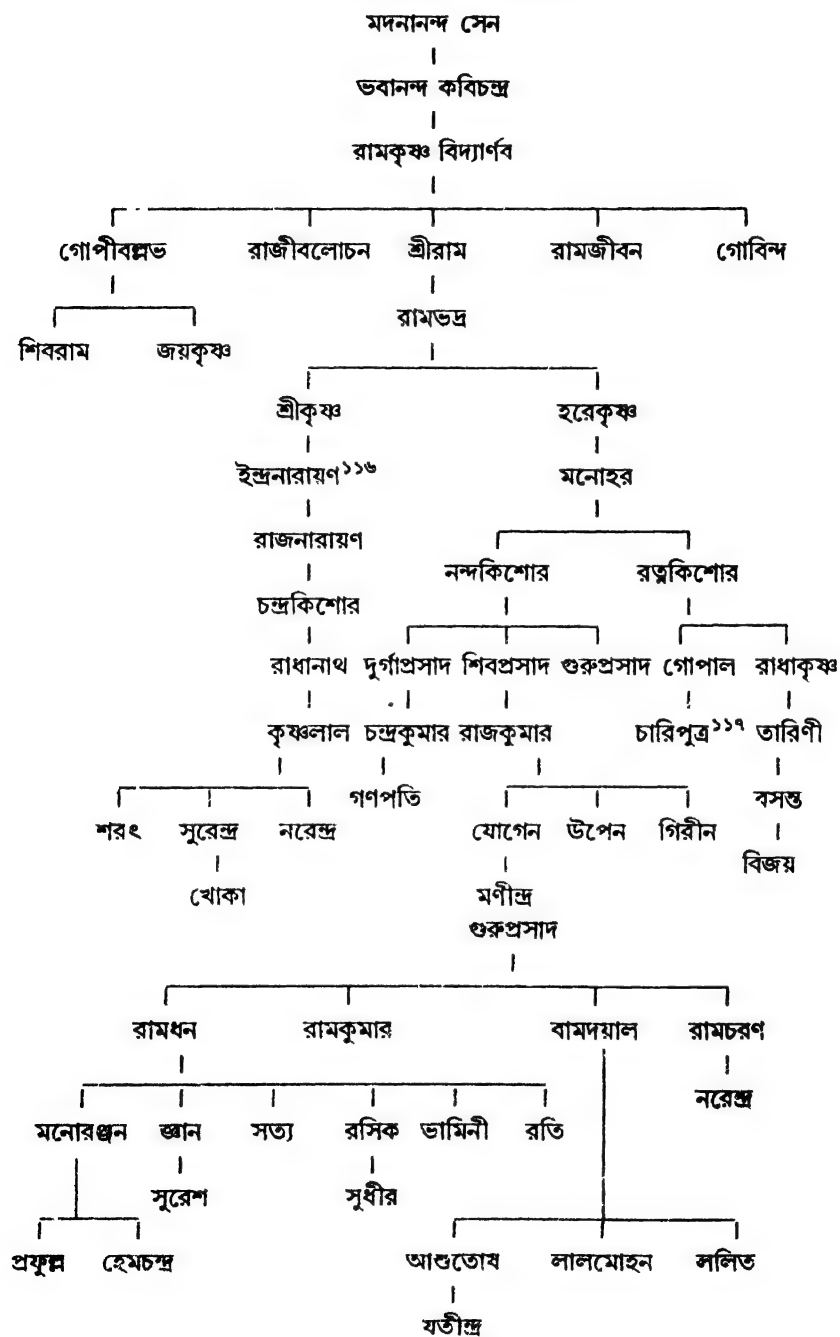 মদনানন্দ সেন
ভবানন্দ কবিচন্দ্র
রামকৃষ্ণ বিদ্যার্ণব
গোপীবল্লভ রাজীবলোচন শ্রীরাম রামজীবন গোবিন্দ
রামভদ্র
শিবরাম জয়কৃষ্ণ
শ্রীকৃষ্ণ হরেকৃষ্ণ
ইন্দ্রনারায়ণ১১৬ মনোহর
রাজনারায়ণ
নন্দকিশোর রত্নকিশোর
চন্দ্রকিশোর
রাধানাথ দুর্গাপ্রসাদ শিবপ্রসাদ গুরুপ্রসাদ গোপাল রাধাকৃষ্ণ
কৃষ্ণলাল চন্দ্রকুমার রাজকুমার চারিপুত্র১১৭ তারিণী
গণপতি বসন্ত
শরৎ সুরেন্দ্র নরেন্দ্র যোগেন উপেন গিরীন
বিজয়
খোকা মণীন্দ্র
গুরুপ্রসাদ
রামধন রামকুমার বামদয়াল রামচরণ
নরেন্দ্র
মনোরঞ্জন জ্ঞান সত্য রসিক ভামিনী রতি
সুরেশ সুধীর
প্রফুল্ল হেমচন্দ্র আশুতোষ লালমোহন ললিত
যতীন্দ্র